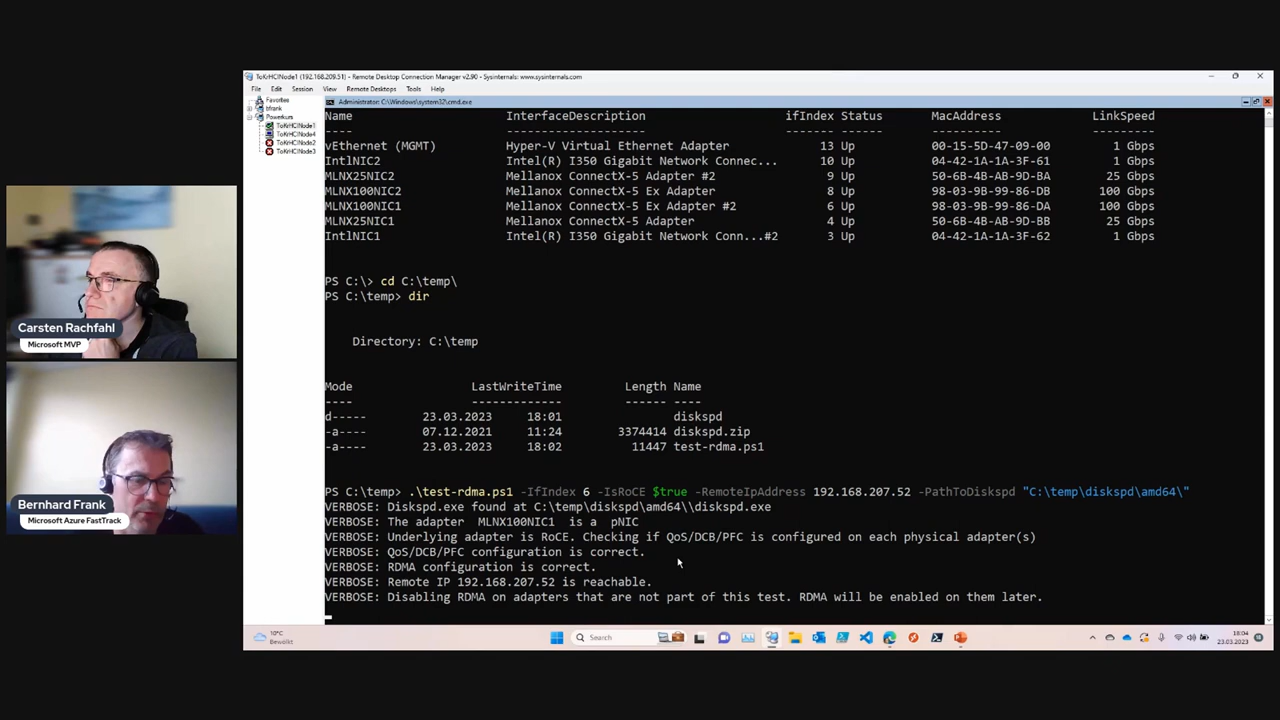 ToKrHCINode1 (192.168.209.51) - Remote Desktop Connection Manager v2.90 - Sysinternals: www.sysinternals.com
File Edit Session View Remote Desktops Tools Help
Favorites
bfrank
Powerkurs
ToKrHCINode1
ToKrHCINode4
ToKrHCINode2
ToKrHCINode3
Administrator: C:\Windows\system32\cmd.exe
Name InterfaceDescription ifIndex Status MacAddress LinkSpeed
---- -------------------- ------- ------ ---------- ---------
vEthernet (MGMT) Hyper-V Virtual Ethernet Adapter 13 Up 00-15-5D-47-09-00 1 Gbps
IntlNIC2 Intel(R) I350 Gigabit Network Connec... 10 Up 04-42-1A-1A-3F-61 1 Gbps
MLNX25NIC2 Mellanox ConnectX-5 Adapter #2 9 Up 50-6B-4B-AB-9D-BA 25 Gbps
MLNX100NIC2 Mellanox ConnectX-5 Ex Adapter 8 Up 98-03-9B-99-86-DB 100 Gbps
MLNX100NIC1 Mellanox ConnectX-5 Ex Adapter #2 6 Up 98-03-9B-99-86-DA 100 Gbps
MLNX25NIC1 Mellanox ConnectX-5 Adapter 4 Up 50-6B-4B-AB-9D-BB 25 Gbps
IntlNIC1 Intel(R) I350 Gigabit Network Conn...#2 3 Up 04-42-1A-1A-3F-62 1 Gbps
PS C:\> cd C:\temp\
PS C:\temp> dir
Directory: C:\temp
Mode LastWriteTime Length Name
---- ------------- ------ ----
d----- 23.03.2023 18:01 diskspd
-a---- 07.12.2021 11:24 3374414 diskspd.zip
-a---- 23.03.2023 18:02 11447 test-rdma.ps1
PS C:\temp> .\test-rdma.ps1 -IfIndex 6 -IsRoCE $true -RemoteIpAddress 192.168.207.52 -PathToDiskspd "C:\temp\diskspd\amd64\"
VERBOSE: Diskspd.exe found at C:\temp\diskspd\amd64\\diskspd.exe
VERBOSE: The adapter  MLNX100NIC1  is a  pNIC
VERBOSE: Underlying adapter is RoCE. Checking if QoS/DCB/PFC is configured on each physical adapter(s)
VERBOSE: QoS/DCB/PFC configuration is correct.
VERBOSE: RDMA configuration is correct.
VERBOSE: Remote IP 192.168.207.52 is reachable.
VERBOSE: Disabling RDMA on adapters that are not part of this test. RDMA will be enabled on them later.
Carsten Rachfahl
Microsoft MVP
Bernhard Frank
Microsoft Azure FastTrack
10°C
Bewölkt
Search
18:04
23.03.2023